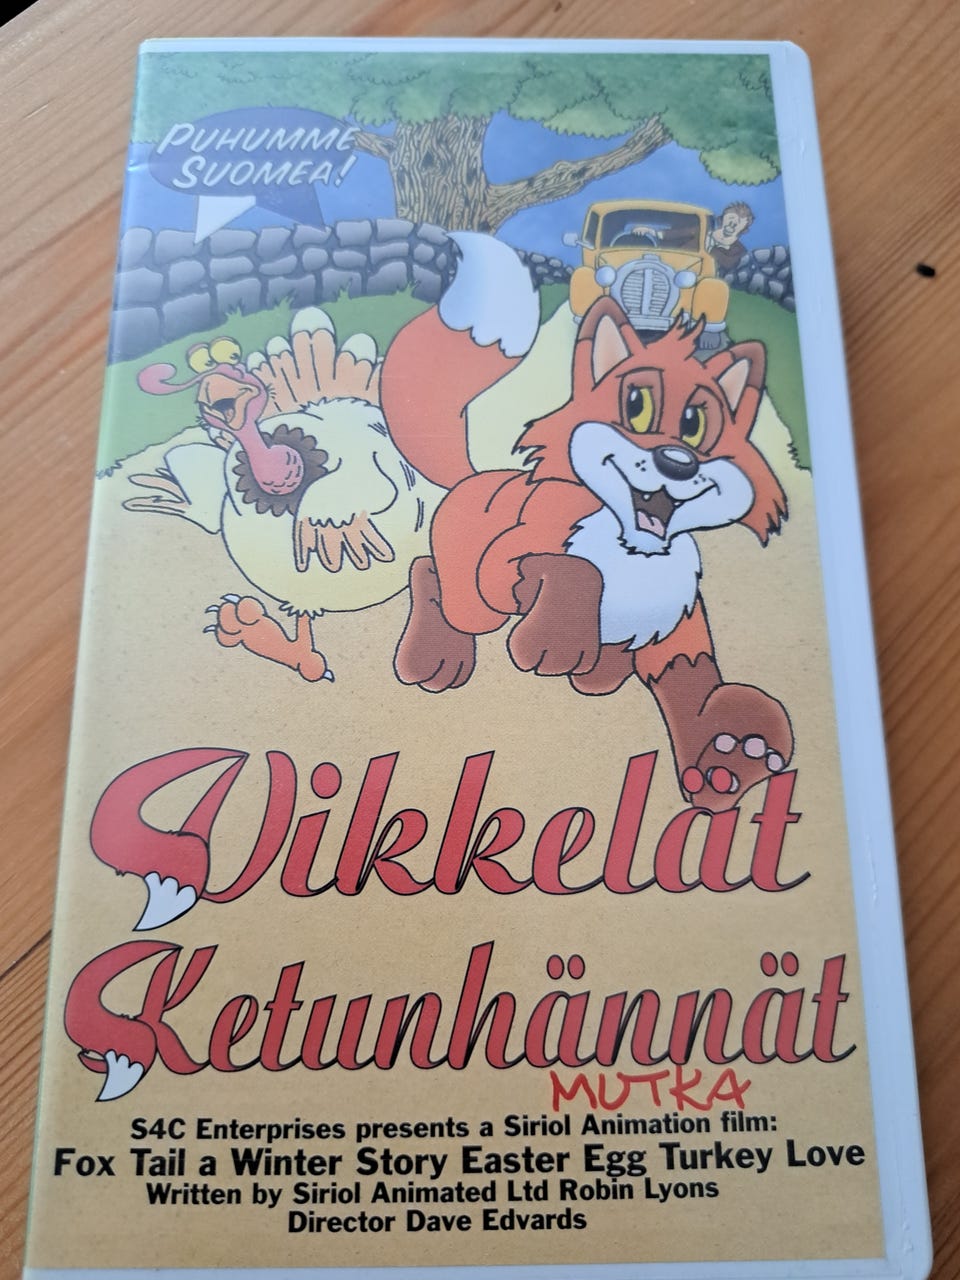 PUHUMME
SUOMEA!
Vikkelät
Ketunhännät
MUTKA
S4C Enterprises presents a Siriol Animation film:
Fox Tail a Winter Story Easter Egg Turkey Love
Written by Siriol Animated Ltd Robin Lyons
Director Dave Edvards